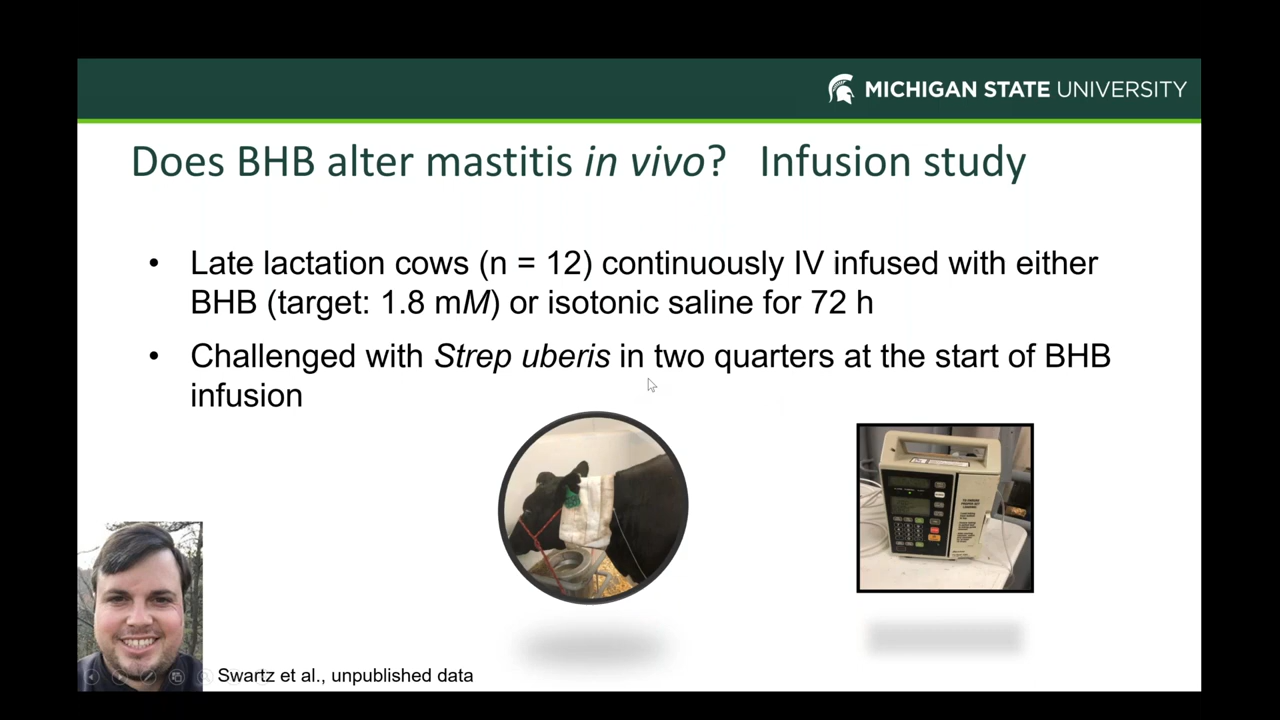 MICHIGAN STATE UNIVERSITY
Does BHB alter mastitis in vivo? Infusion study
• Late lactation cows (n = 12) continuously IV infused with either
BHB (target: 1.8 mM) or isotonic saline for 72 h
• Challenged with Strep uberis in two quarters at the start of BHB
infusion
Swartz et al., unpublished data